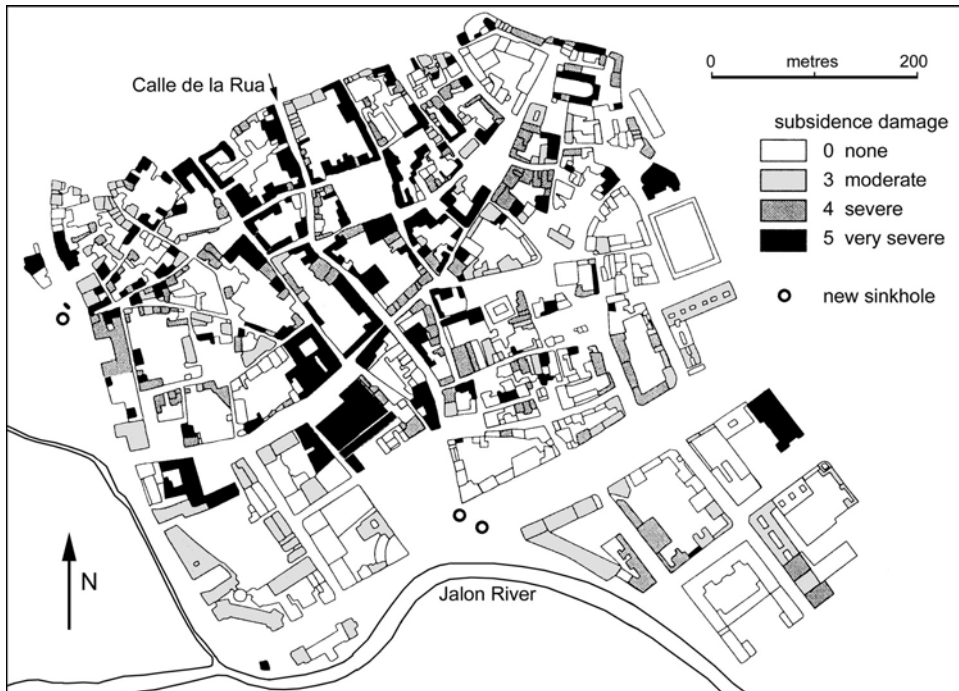 Calle de la Rua
0 metres 200
subsidence damage
0 none
3 moderate
4 severe
5 very severe
new sinkhole
N
Jalon River